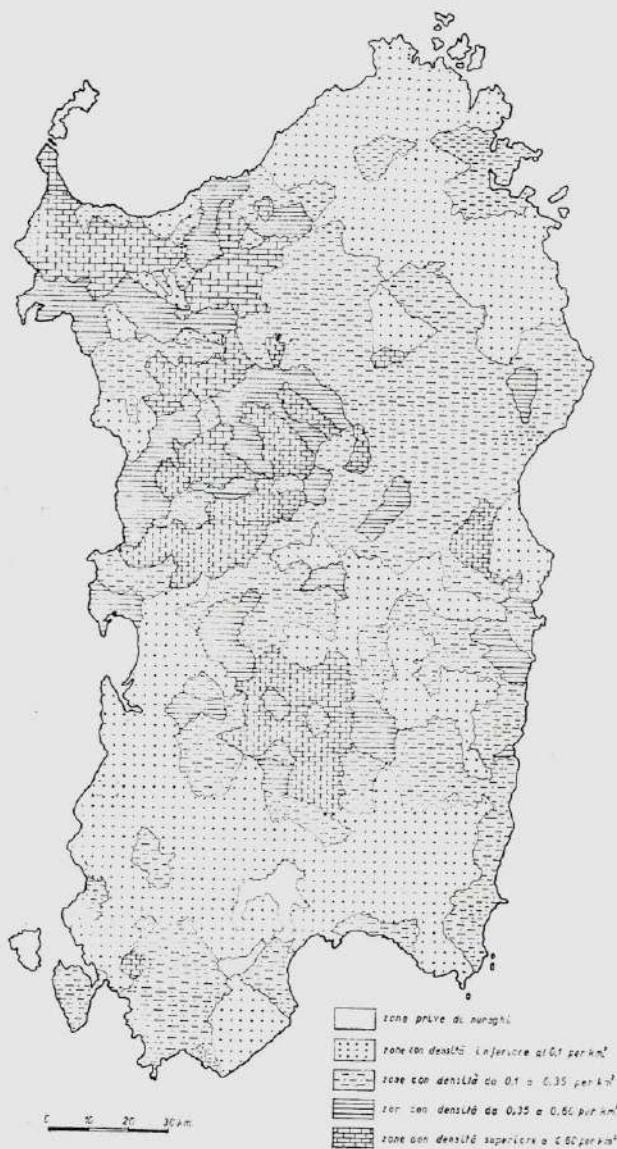 zone prive di nuraghi
zone con densità inferiore al 0,1 per km²
zone con densità da 0,1 a 0,35 per km²
zone con densità da 0,35 a 0,60 per km²
zone con densità superiore a 0,60 per km²
0 10 20 30 km